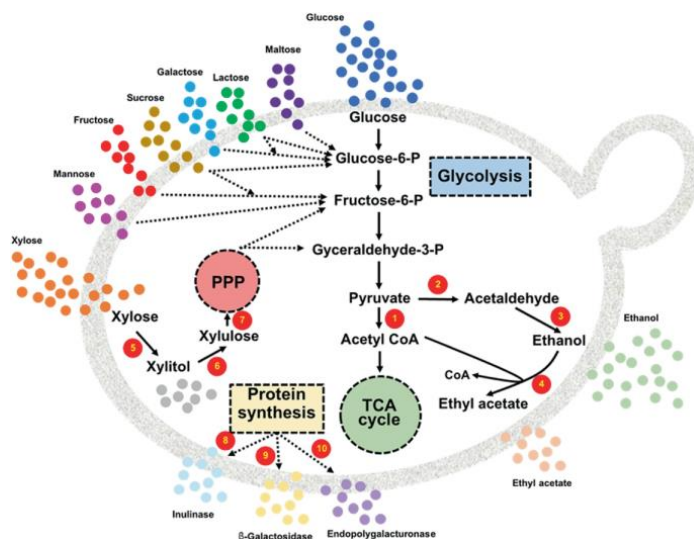 Glucose
Maltose
Galactose
Lactose
Sucrose
Fructose
Mannose
Xylose
Glucose
Glucose-6-P
Glycolysis
Fructose-6-P
Gyceraldehyde-3-P
PPP
Pyruvate
2
Acetaldehyde
1
3
Ethanol
Xylose
7
Xylulose
Acetyl CoA
Ethanol
5
6
Xylitol
CoA
4
Ethyl acetate
Protein
synthesis
TCA
cycle
8
9
10
Ethyl acetate
Inulinase
β-Galactosidase
Endopolygalacturonase